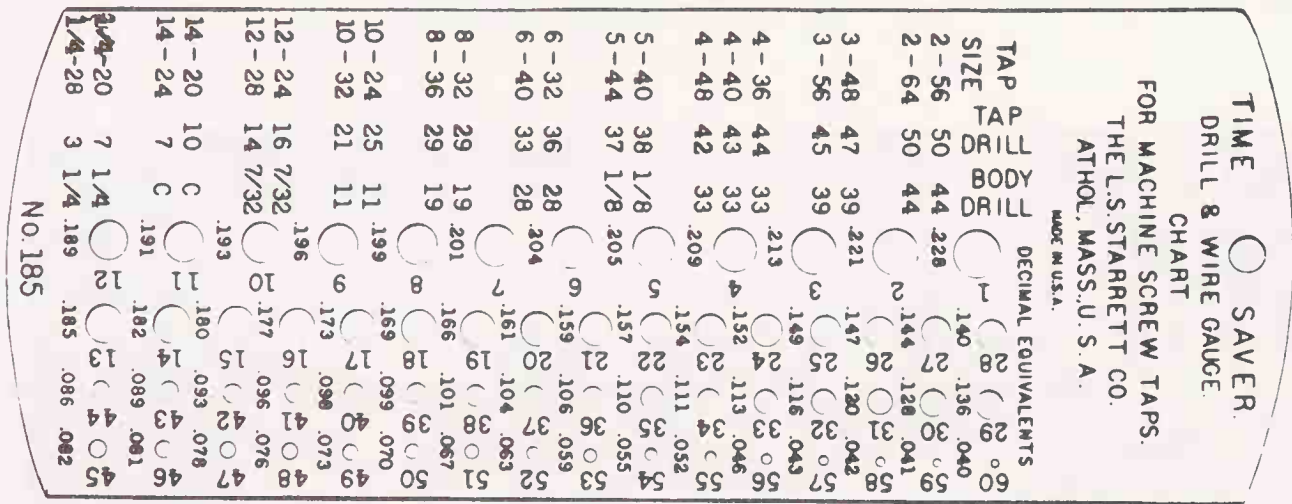 TIME SAVER.
DRILL & WIRE GAUGE.
CHART
FOR MACHINE SCREW TAPS.
THE L.S. STARRETT CO.
ATHOL, MASS., U. S. A.
MADE IN U.S.A.
TAP SIZE TAP DRILL BODY DRILL
2-56 50 44
2-64 50 44
3-48 47 39
3-56 45 39
4-36 44 33
4-40 43 33
4-48 42 33
5-40 38 1/8
5-44 37 1/8
6-32 36 28
6-40 33 28
8-32 29 19
8-36 29 19
10-24 25 11
10-32 21 11
12-24 16 7/32
12-28 14 7/32
14-20 10 C
14-24 7 C
1/4-20 7 1/4
1/4-28 3 1/4
DECIMAL EQUIVALENTS
1 .228
2 .221
3 .213
4 .209
5 .205
6 .204
7 .201
8 .199
9 .196
10 .193
11 .191
12 .189
28 .140 29 .136 60 .040
27 .144 30 .128 59 .041
26 .147 31 .120 58 .042
25 .149 32 .116 57 .043
24 .152 33 .113 56 .046
23 .154 34 .111 55 .052
22 .157 35 .110 54 .055
21 .159 36 .106 53 .059
20 .161 37 .104 52 .063
19 .166 38 .101 51 .067
18 .169 39 .099 50 .070
17 .173 40 .098 49 .073
16 .177 41 .096 48 .076
15 .180 42 .093 47 .078
14 .182 43 .089 46 .081
13 .185 44 .086 45 .082
NO. 185